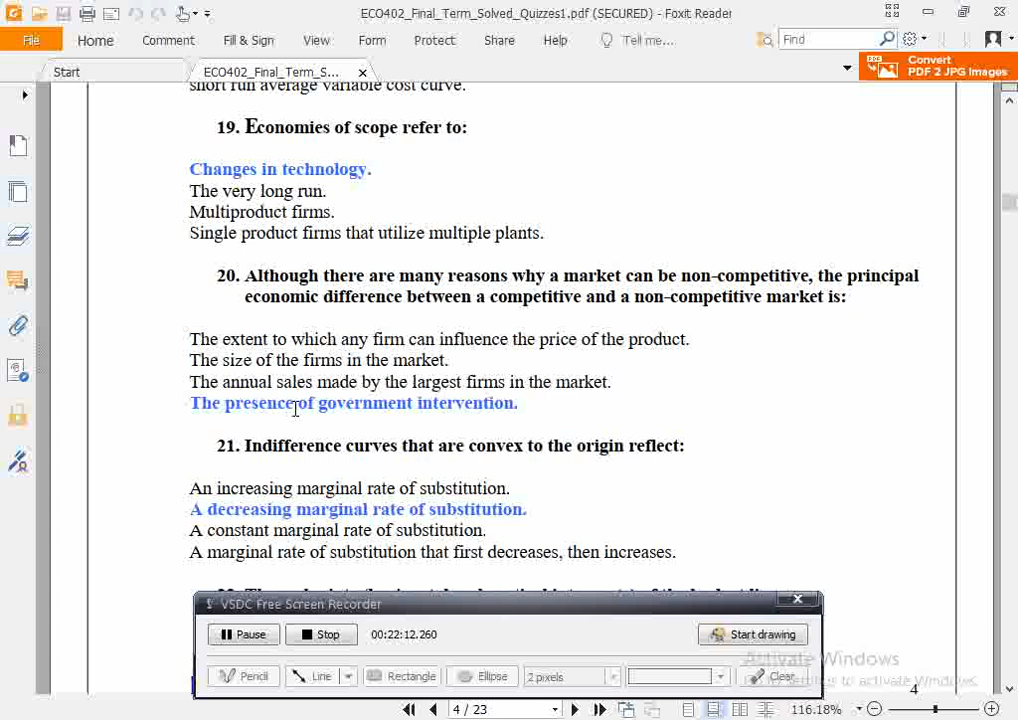 ECO402_Final_Term_Solved_Quizzes1.pdf (SECURED) - Foxit Reader
File Home Comment Fill & Sign View Form Protect Share Help Tell me... Find
Start ECO402_Final_Term_S...
Convert
PDF 2 JPG Images
short run average variable cost curve.
19. Economies of scope refer to:
Changes in technology.
The very long run.
Multiproduct firms.
Single product firms that utilize multiple plants.
20. Although there are many reasons why a market can be non-competitive, the principal
economic difference between a competitive and a non-competitive market is:
The extent to which any firm can influence the price of the product.
The size of the firms in the market.
The annual sales made by the largest firms in the market.
The presence of government intervention.
21. Indifference curves that are convex to the origin reflect:
An increasing marginal rate of substitution.
A decreasing marginal rate of substitution.
A constant marginal rate of substitution.
A marginal rate of substitution that first decreases, then increases.
VSDC Free Screen Recorder
Pause Stop 00:22:12.260 Start drawing
Activate Windows
Pencil Line Rectangle Ellipse 2 pixels Clear
to activate Windows.
4
4 / 23 116.18%